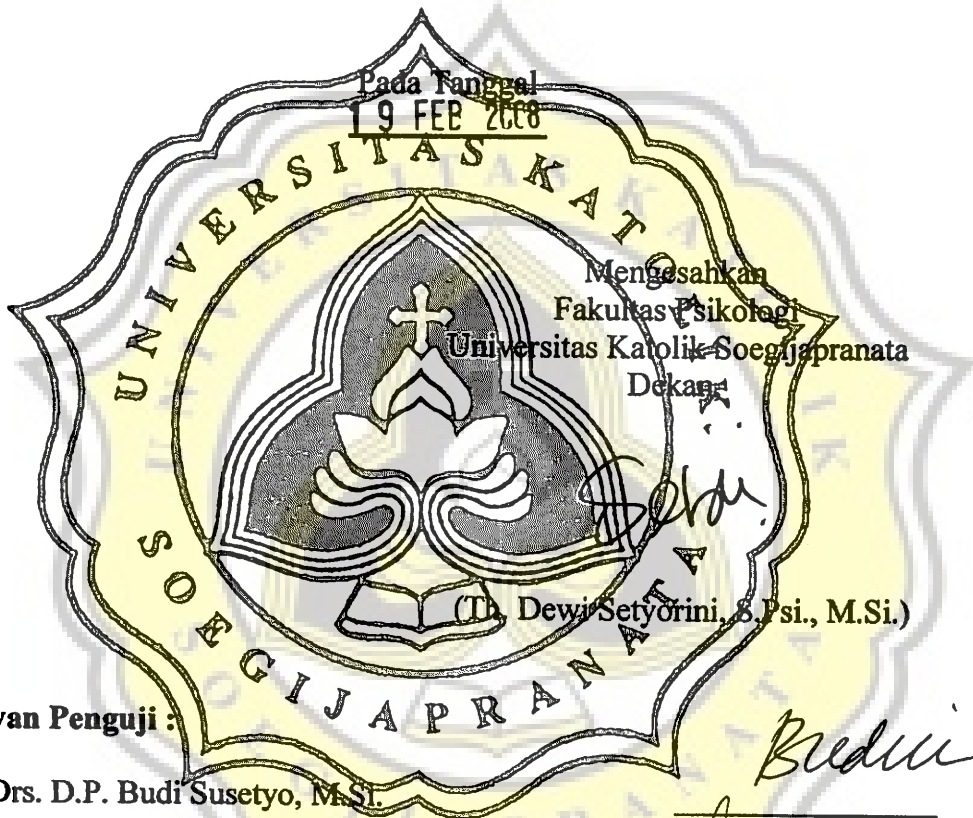 Pada Tanggal
19 FEB 2008
UNIVERSITAS KATOLIK
Mengesahkan
Fakultas Psikologi
Universitas Katolik Soegijapranata
Dekan,
(Th. Dewi Setyorini, S.Psi., M.Si.)
SOEGIJAPRANATA
van Penguji :
Drs. D.P. Budi Susetyo, M.Si.